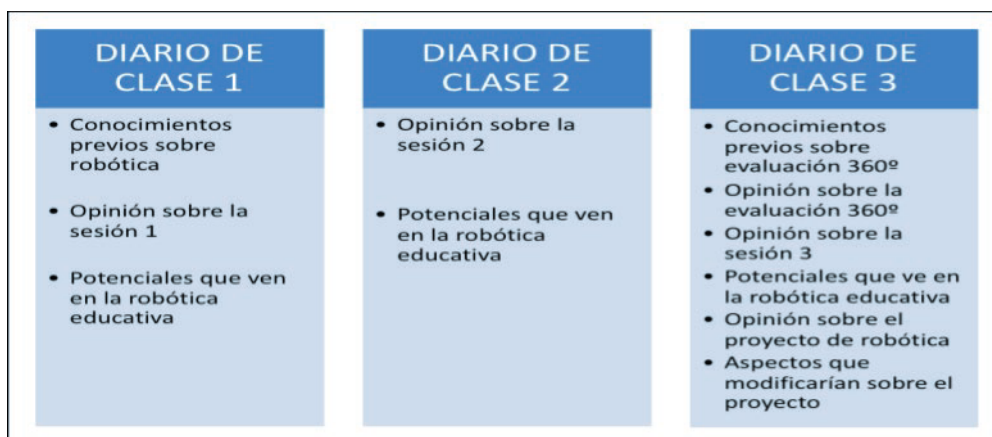 DIARIO DE
CLASE 1
• Conocimientos
previos sobre
robótica
• Opinión sobre la
sesión 1
• Potenciales que ven
en la robótica
educativa
DIARIO DE
CLASE 2
• Opinión sobre la
sesión 2
• Potenciales que ven
en la robótica
educativa
DIARIO DE
CLASE 3
• Conocimientos
previos sobre
evaluación 360º
• Opinión sobre la
evaluación 360º
• Opinión sobre la
sesión 3
• Potenciales que ve en
la robótica educativa
• Opinión sobre el
proyecto de robótica
• Aspectos que
modificarían sobre el
proyecto